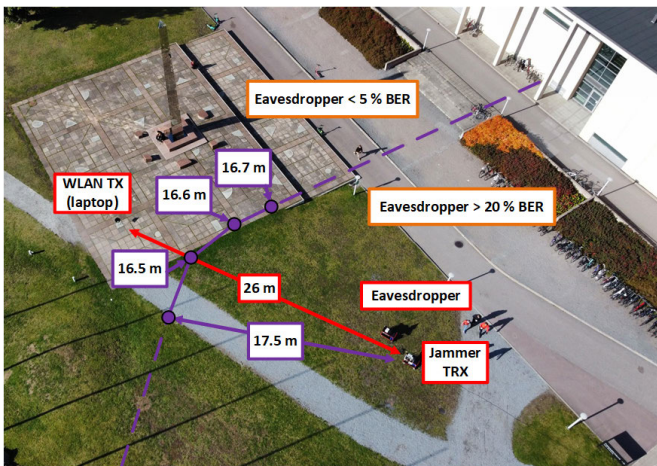 Eavesdropper < 5 % BER
16.7 m
WLAN TX
(laptop)
16.6 m
Eavesdropper > 20 % BER
16.5 m
26 m
Eavesdropper
17.5 m
Jammer
TRX